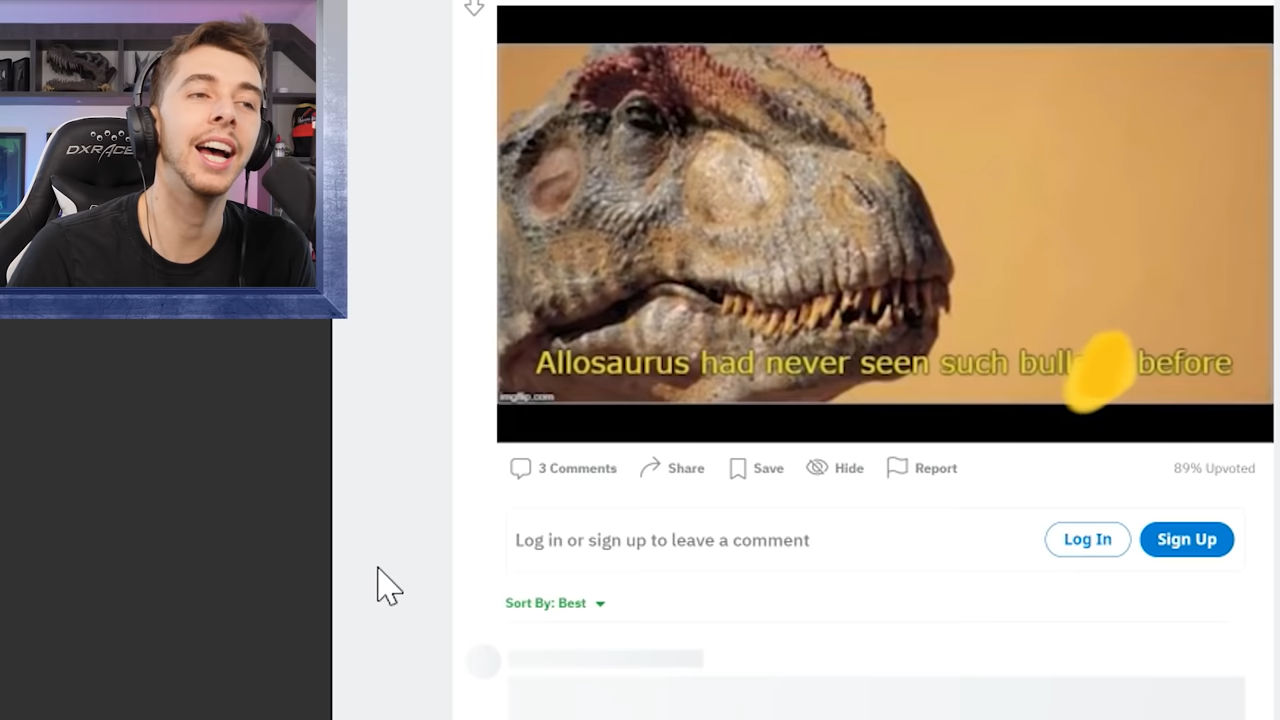 DXRACE
Allosaurus had never seen such bull before
imgflip.com
3 Comments
Share
Save
Hide
Report
89% Upvoted
Log in or sign up to leave a comment
Log In
Sign Up
Sort By: Best